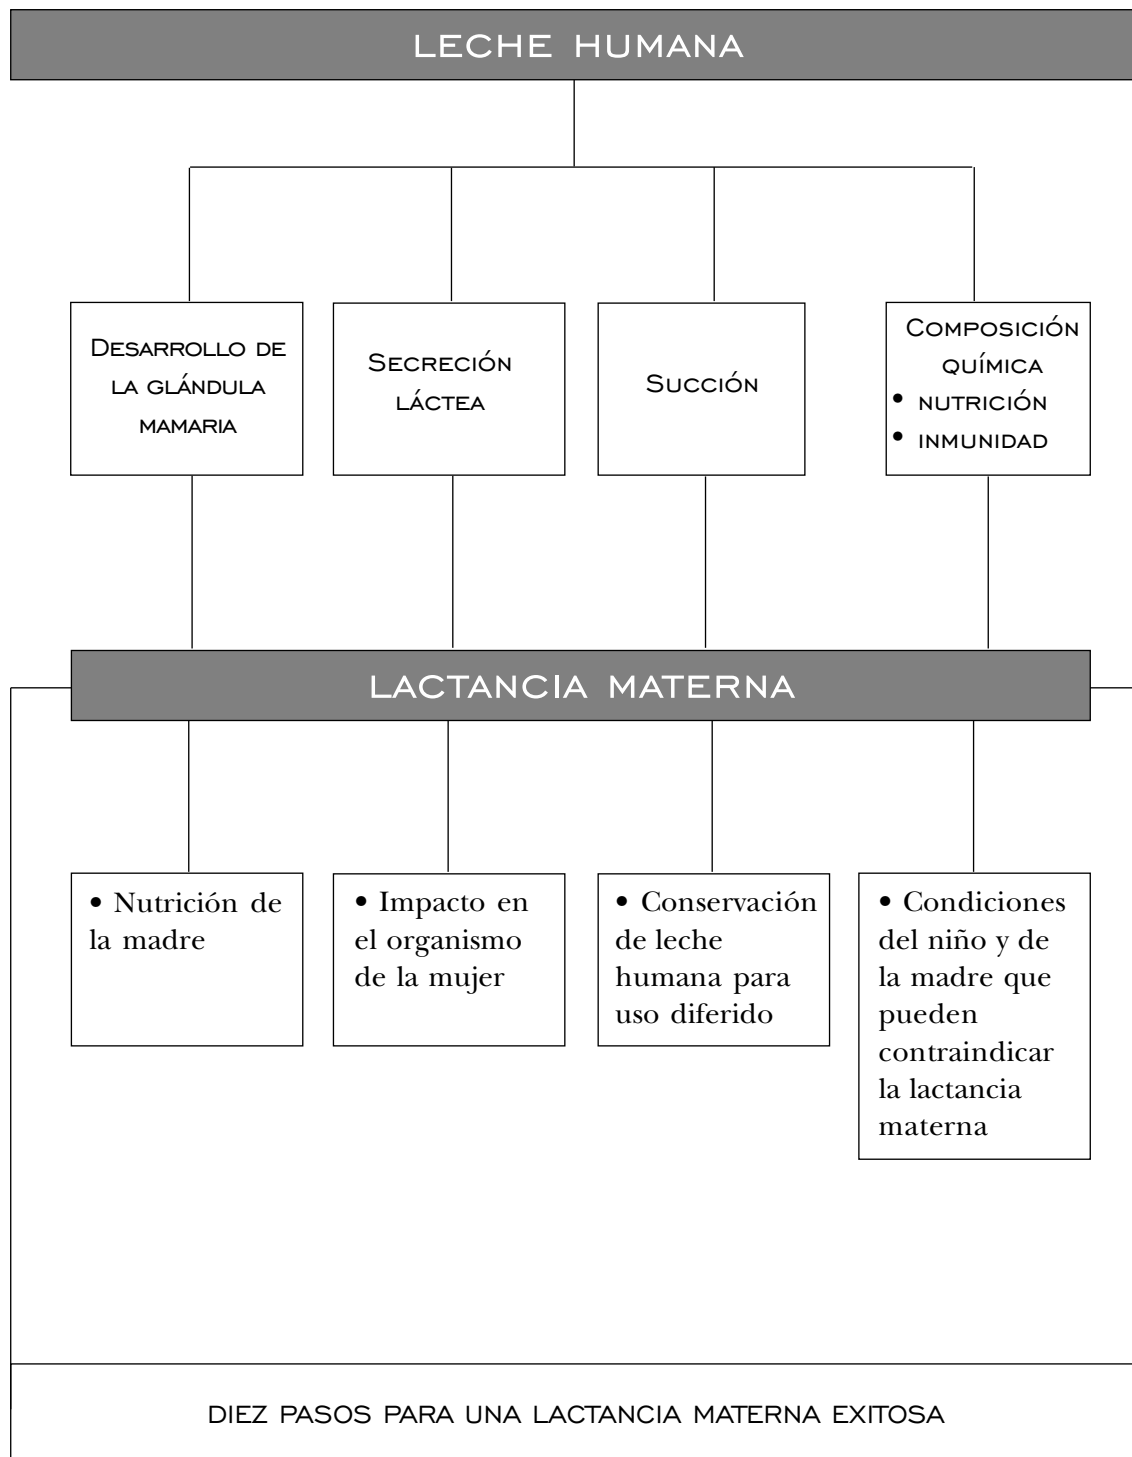 LECHE HUMANA
DESARROLLO DE
LA GLÁNDULA
MAMARIA
SECRECIÓN
LÁCTEA
SUCCIÓN
COMPOSICIÓN
QUÍMICA
• NUTRICIÓN
• INMUNIDAD
LACTANCIA MATERNA
• Nutrición de
la madre
• Impacto en
el organismo
de la mujer
• Conservación
de leche
humana para
uso diferido
• Condiciones
del niño y de
la madre que
pueden
contraindicar
la lactancia
materna
DIEZ PASOS PARA UNA LACTANCIA MATERNA EXITOSA